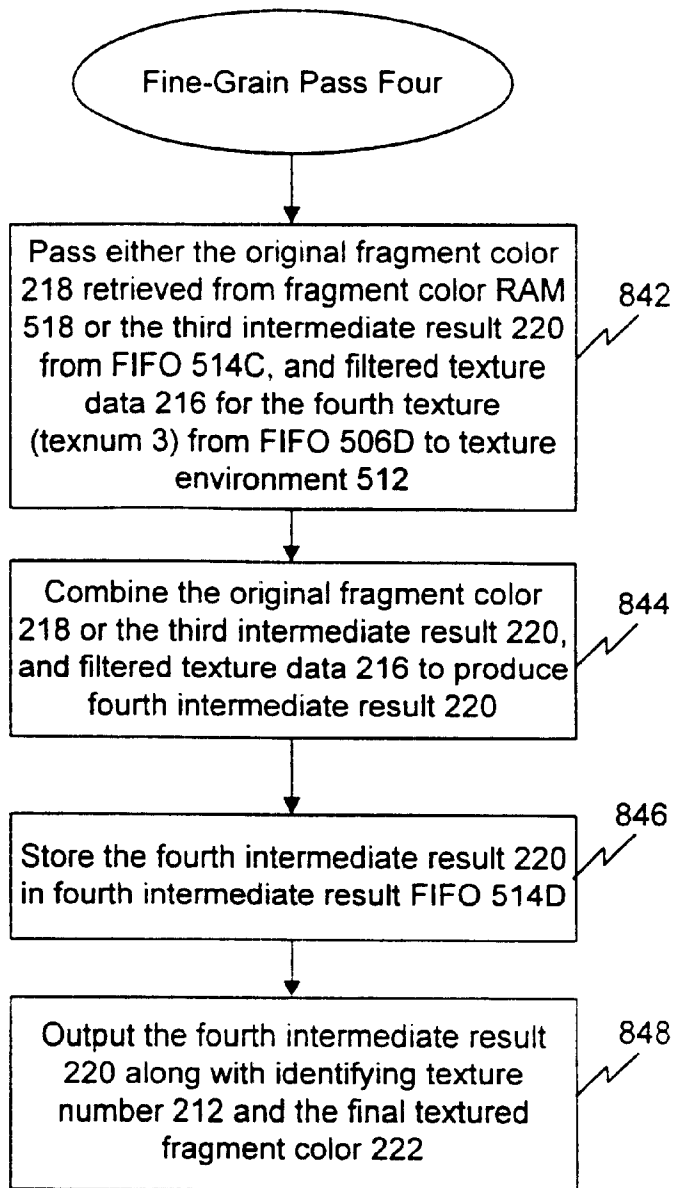 Fine-Grain Pass Four
Pass either the original fragment color
218 retrieved from fragment color RAM
518 or the third intermediate result 220
from FIFO 514C, and filtered texture
data 216 for the fourth texture
(texnum 3) from FIFO 506D to texture
environment 512
842
Combine the original fragment color
218 or the third intermediate result 220,
and filtered texture data 216 to produce
fourth intermediate result 220
844
Store the fourth intermediate result 220
in fourth intermediate result FIFO 514D
846
Output the fourth intermediate result
220 along with identifying texture
number 212 and the final textured
fragment color 222
848